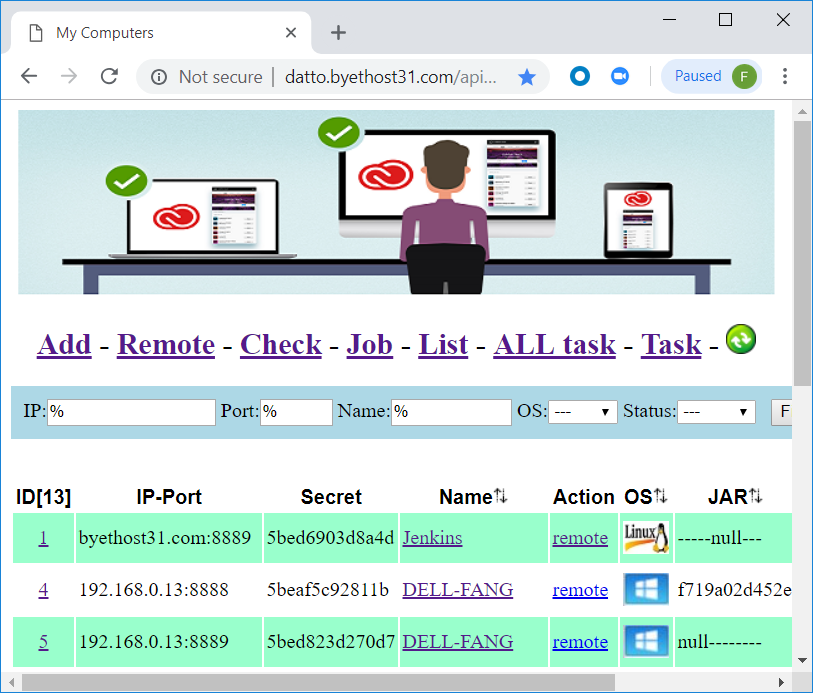 My Computers
Not secure | datto.byethost31.com/api... Paused F
Add - Remote - Check - Job - List - ALL task - Task -
IP: % Port: % Name: % OS: --- Status: --- F
ID[13] IP-Port Secret Name Action OS JAR
1 byethost31.com:8889 5bed6903d8a4d Jenkins remote Linux -----null---
4 192.168.0.13:8888 5beaf5c92811b DELL-FANG remote f719a02d452e
5 192.168.0.13:8889 5bed823d270d7 DELL-FANG remote null--------